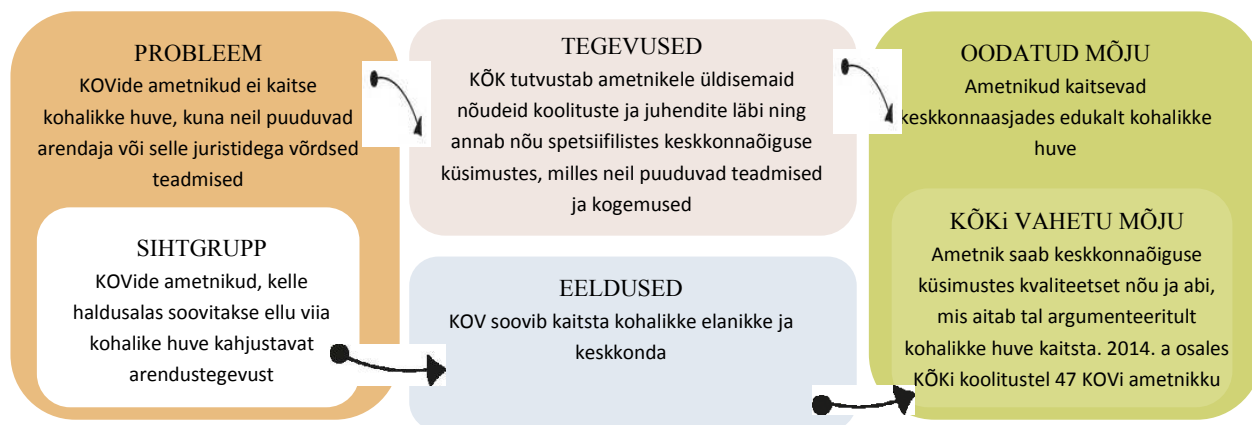 PROBLEEM
KOVide ametnikud ei kaitse
kohalikke huve, kuna neil puuduvad
arendaja või selle juristidega võrdsed
teadmised
SIHTGRUPP
KOVide ametnikud, kelle
haldusalas soovitakse ellu viia
kohalike huve kahjustavat
arendustegevust
TEGEVUSED
KÕK tutvustab ametnikele üldisemaid
nõudeid koolituste ja juhendite läbi ning
annab nõu spetsiifilistes keskkonnaõiguse
küsimustes, milles neil puuduvad teadmised
ja kogemused
EELDUSED
KOV soovib kaitsta kohalikke elanikke ja
keskkonda
OODATUD MÕJU
Ametnikud kaitsevad
keskkonnaasjades edukalt kohalikke
huve
KÕKi VAHETU MÕJU
Ametnik saab keskkonnaõiguse
küsimustes kvaliteetset nõu ja abi,
mis aitab tal argumenteeritult
kohalikke huve kaitsta. 2014. a osales
KÕKi koolitustel 47 KOVi ametnikku